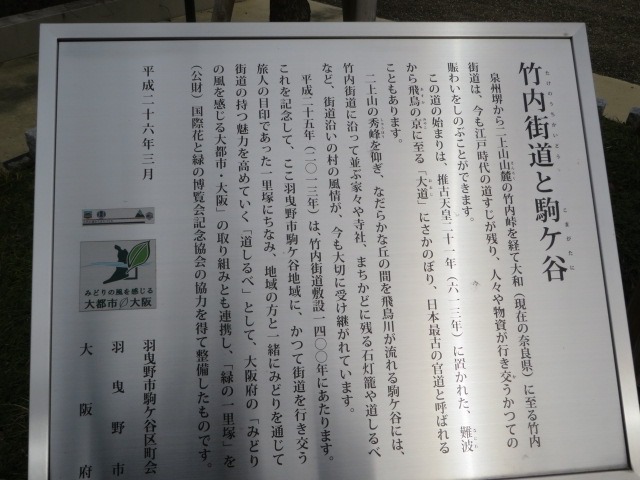 竹内街道と駒ケ谷
たけのうちかいど
こまがたに
泉州堺から二上山山麓の竹内峠を経て大和（現在の奈良県）に至る竹内
街道は、今も江戸時代の道すじが残り、人々や物資が行き交うかつての
賑わいをしのぶことができます。
この道の始まりは、推古天皇二十一年（六一三年）に置かれた、難波
から飛鳥の京に至る「大道」にさかのぼり、日本最古の官道と呼ばれる
こともあります。
二上山の秀峰を仰ぎ、なだらかな丘の間を飛鳥川が流れる駒ケ谷には、
竹内街道に沿って並ぶ家々や寺社、まちかどに残る石灯籠や道しるべ
など、街道沿いの村の風情が、今も大切に受け継がれています。
平成二十五年（二〇一三年）は、竹内街道敷設一四〇〇年にあたります。
これを記念して、ここ羽曳野市駒ケ谷地域に、かつて街道を行き交う
旅人の目印であった一里塚にちなみ、地域の方と一緒にみどりを通じて
街道の持つ魅力を高めていく「道しるべ」として、大阪府の「みどり
の風を感じる大都市・大阪」の取り組みとも連携し、「緑の一里塚」を
（公財）国際花と緑の博覧会記念協会の協力を得て整備したものです。
平成二十六年三月
みどりの風を感じる
大都市 大阪
羽曳野市駒ケ谷区町会
羽曳野市
大阪府